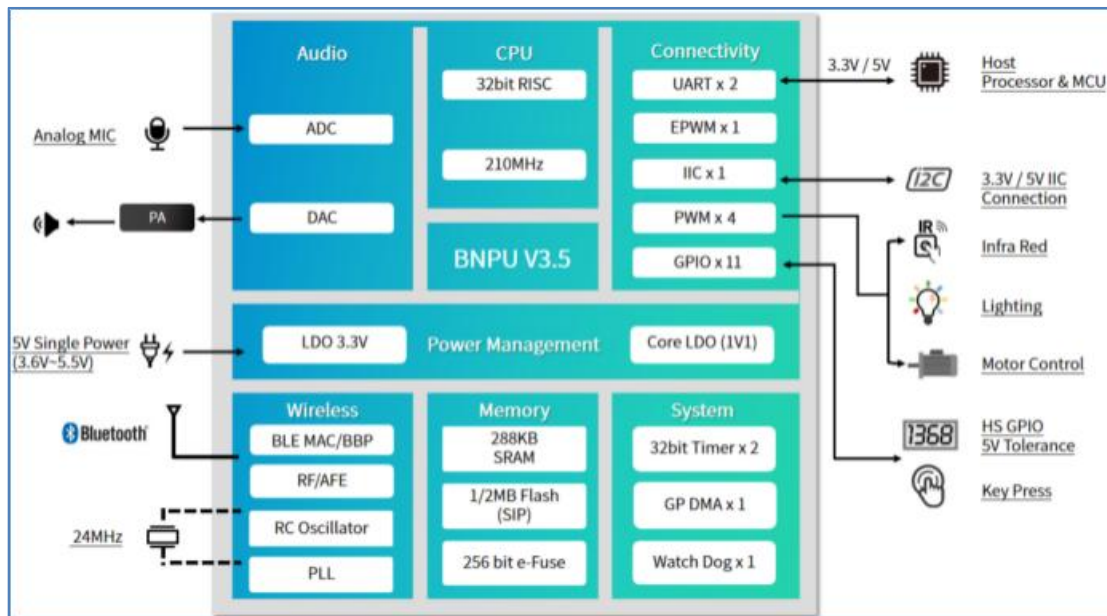 Audio
ADC
DAC
CPU
32bit RISC
210MHz
BNPU V3.5
Connectivity
UART x 2
EPWM x 1
IIC x 1
PWM x 4
GPIO x 11
LDO 3.3V
Power Management
Core LDO (1V1)
Wireless
BLE MAC/BBP
RF/AFE
RC Oscillator
PLL
Memory
288KB
SRAM
1/2MB Flash
(SIP)
256 bit e-Fuse
System
32bit Timer x 2
GP DMA x 1
Watch Dog x 1
Analog MIC
PA
5V Single Power
(3.6V~5.5V)
Bluetooth
24MHz
3.3V / 5V
Host
Processor & MCU
I2C
3.3V / 5V IIC
Connection
IR
Infra Red
Lighting
Motor Control
1368
HS GPIO
5V Tolerance
Key Press